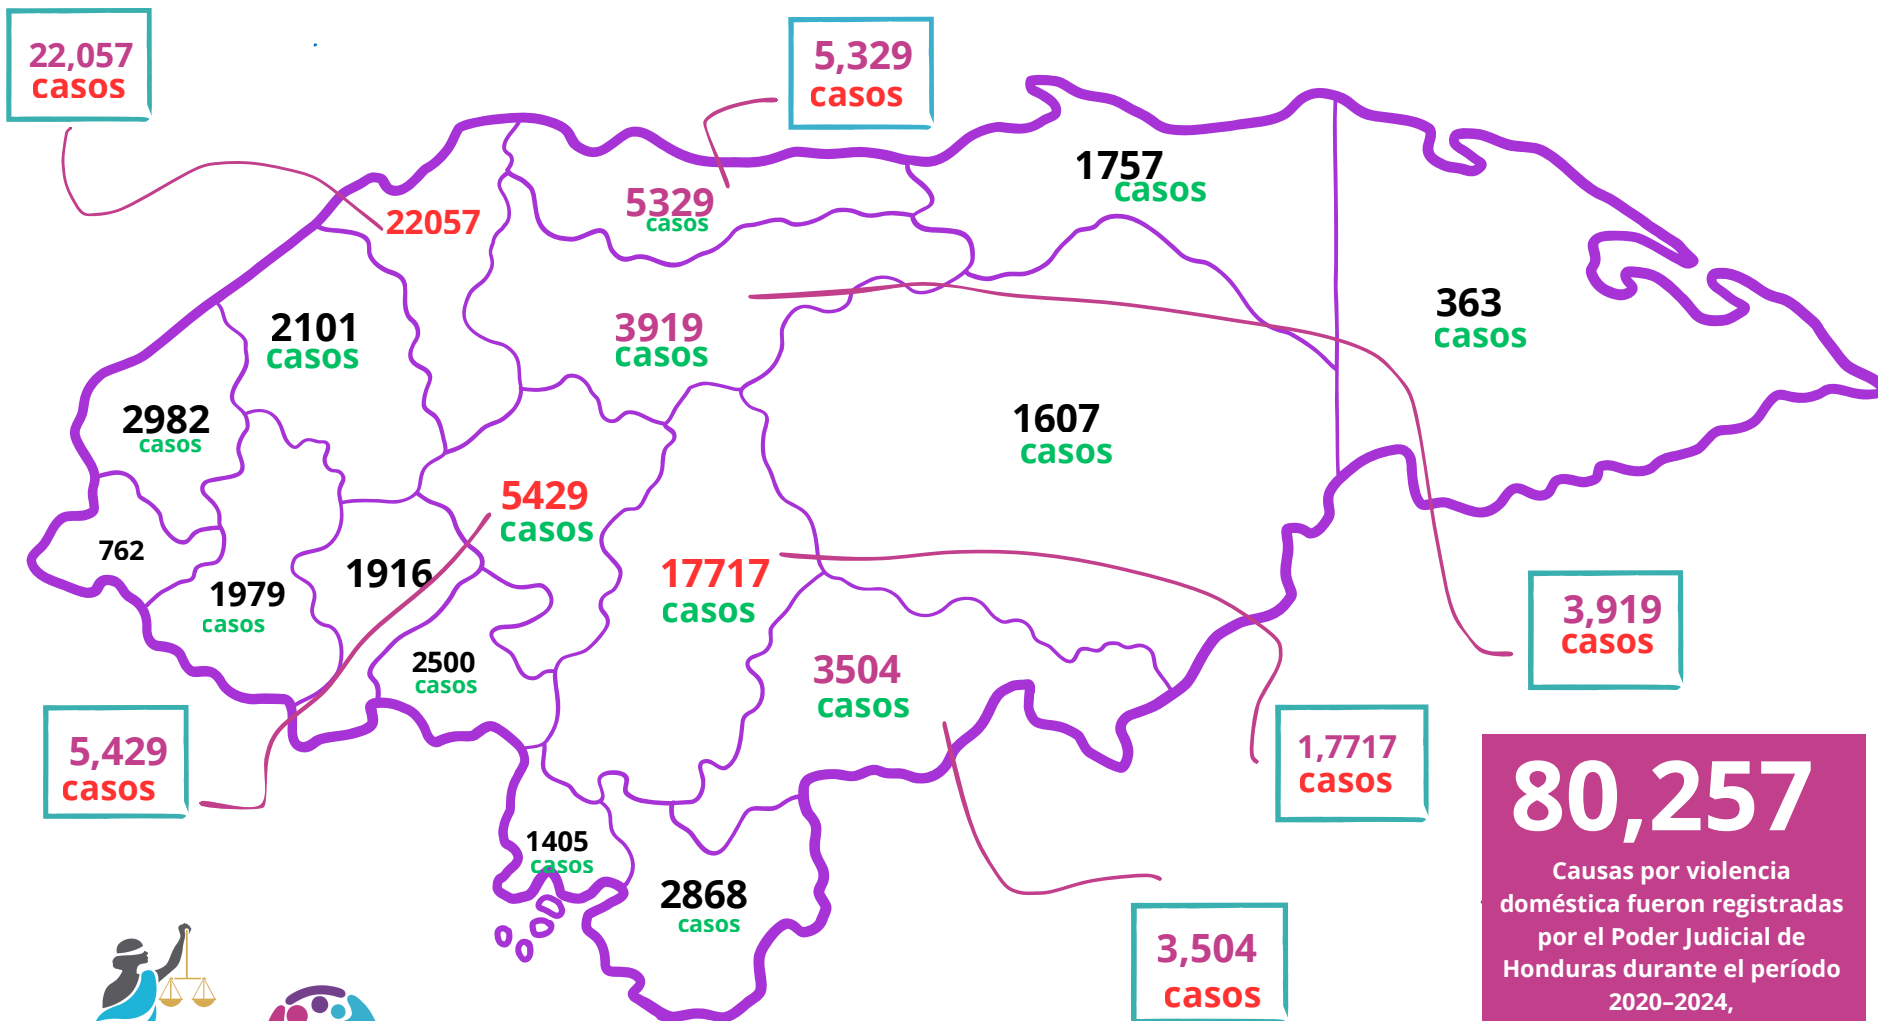 22,057
casos
5,329
casos
1757
casos
5329
casos
22057
363
casos
2101
casos
3919
casos
2982
casos
1607
casos
5429
casos
762
1916
17717
casos
1979
casos
3,919
casos
2500
casos
3504
casos
5,429
casos
1,7717
casos
1405
casos
2868
casos
3,504
casos
80,257
Causas por violencia
doméstica fueron registradas
por el Poder Judicial de
Honduras durante el período
2020–2024,